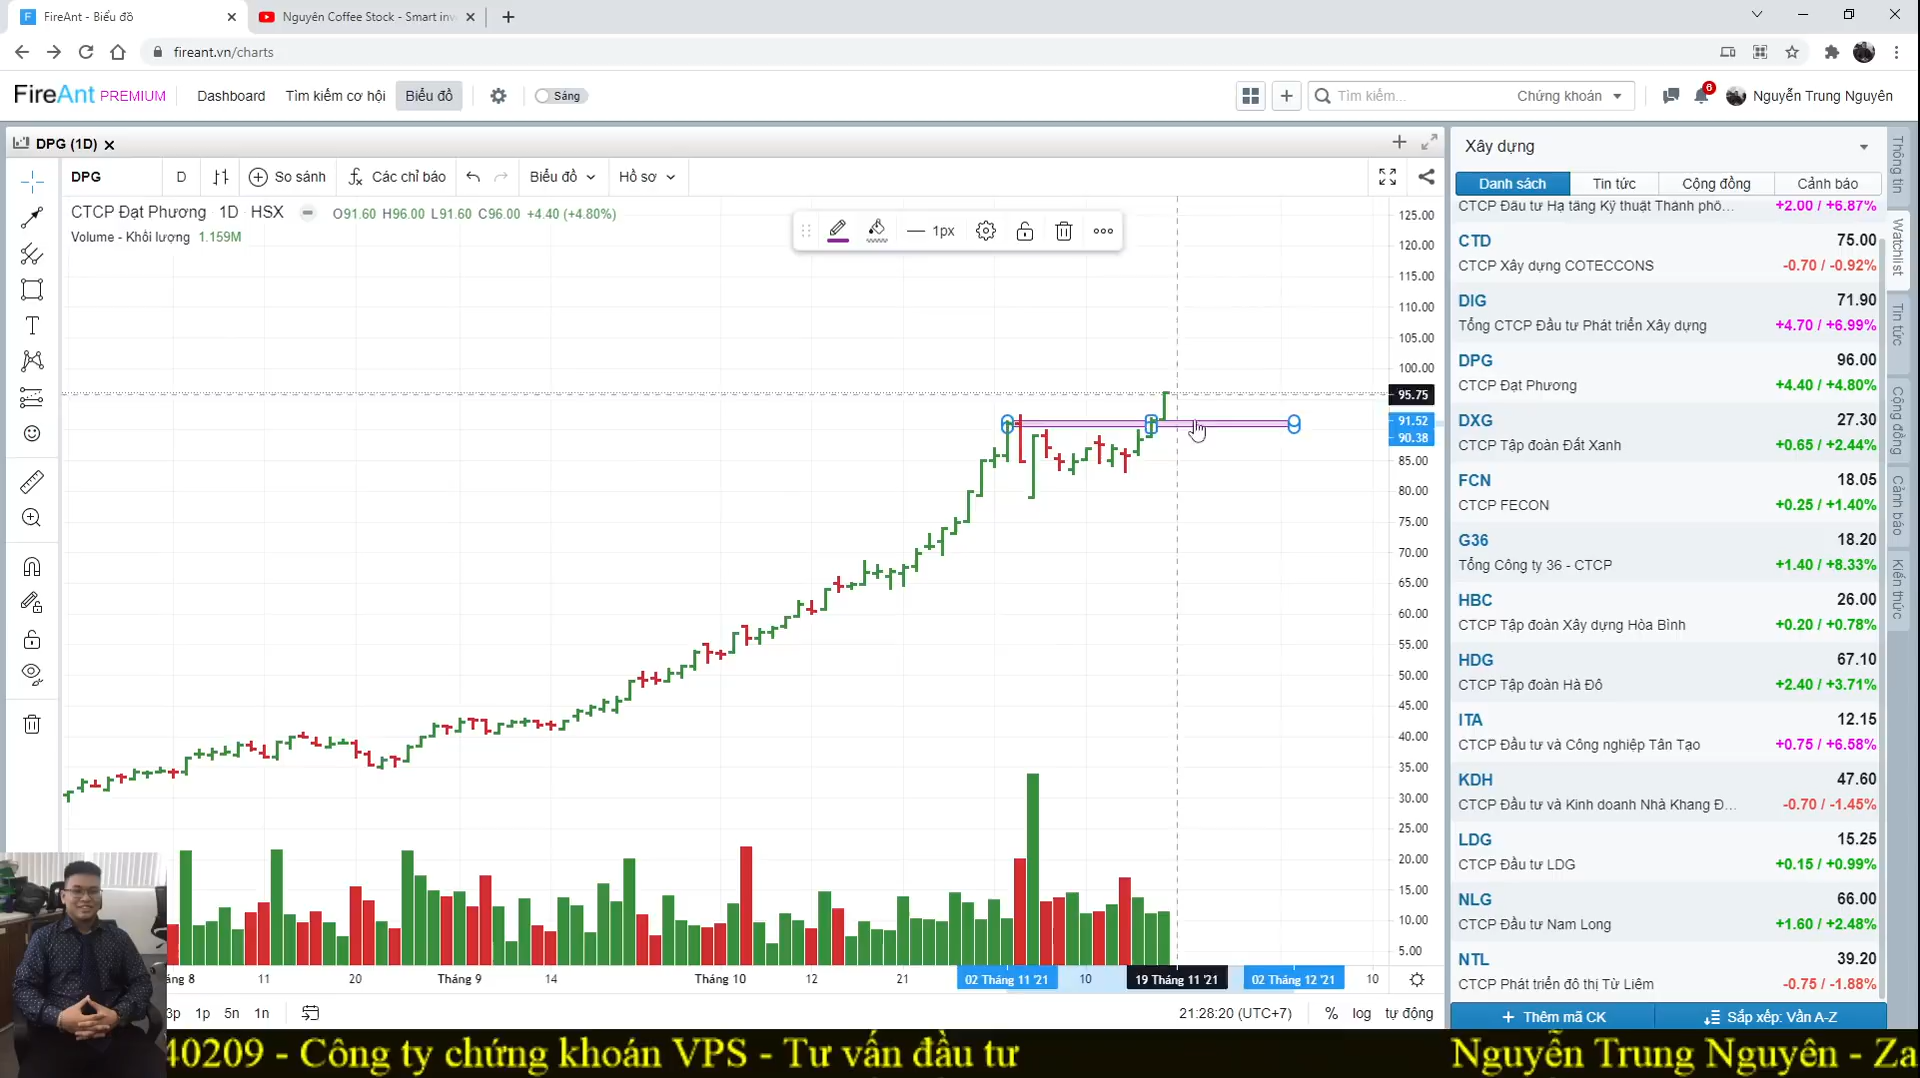 FireAnt - Biểu đồ
Nguyên Coffee Stock - Smart inv
fireant.vn/charts
FireAnt PREMIUM
Dashboard
Tìm kiếm cơ hội
Biểu đồ
Sáng
Tìm kiếm...
Chứng khoán
6
Nguyễn Trung Nguyên
DPG (1D)
DPG
D
So sánh
Các chỉ báo
Biểu đồ
Hồ sơ
CTCP Đạt Phương · 1D · HSX
O91.60 H96.00 L91.60 C96.00 +4.40 (+4.80%)
Volume - Khối lượng 1.159M
1px
125.00
120.00
115.00
110.00
105.00
100.00
95.75
91.52
90.38
85.00
80.00
75.00
70.00
65.00
60.00
55.00
50.00
45.00
40.00
35.00
30.00
25.00
20.00
15.00
10.00
5.00
áng 8
11
20
Tháng 9
14
Tháng 10
12
21
02 Tháng 11 '21
10
19 Tháng 11 '21
02 Tháng 12 '21
10
3p
1p
5n
1n
21:28:20 (UTC+7)
%
log
tự động
Xây dựng
Danh sách
Tin tức
Cộng đồng
Cảnh báo
CTCP Đầu tư Hạ tầng Kỹ thuật Thành phố...
+2.00 / +6.87%
CTD 75.00
CTCP Xây dựng COTECCONS -0.70 / -0.92%
DIG 71.90
Tổng CTCP Đầu tư Phát triển Xây dựng +4.70 / +6.99%
DPG 96.00
CTCP Đạt Phương +4.40 / +4.80%
DXG 27.30
CTCP Tập đoàn Đất Xanh +0.65 / +2.44%
FCN 18.05
CTCP FECON +0.25 / +1.40%
G36 18.20
Tổng Công ty 36 - CTCP +1.40 / +8.33%
HBC 26.00
CTCP Tập đoàn Xây dựng Hòa Bình +0.20 / +0.78%
HDG 67.10
CTCP Tập đoàn Hà Đô +2.40 / +3.71%
ITA 12.15
CTCP Đầu tư và Công nghiệp Tân Tạo +0.75 / +6.58%
KDH 47.60
CTCP Đầu tư và Kinh doanh Nhà Khang Đ... -0.70 / -1.45%
LDG 15.25
CTCP Đầu tư LDG +0.15 / +0.99%
NLG 66.00
CTCP Đầu tư Nam Long +1.60 / +2.48%
NTL 39.20
CTCP Phát triển đô thị Từ Liêm -0.75 / -1.88%
Thêm mã CK
Sắp xếp: Vần A-Z
Thông tin
Watchlist
Tin tức
Cộng đồng
Cảnh báo
Kiến thức
40209 - Công ty chứng khoán VPS - Tư vấn đầu tư
Nguyễn Trung Nguyên - Za